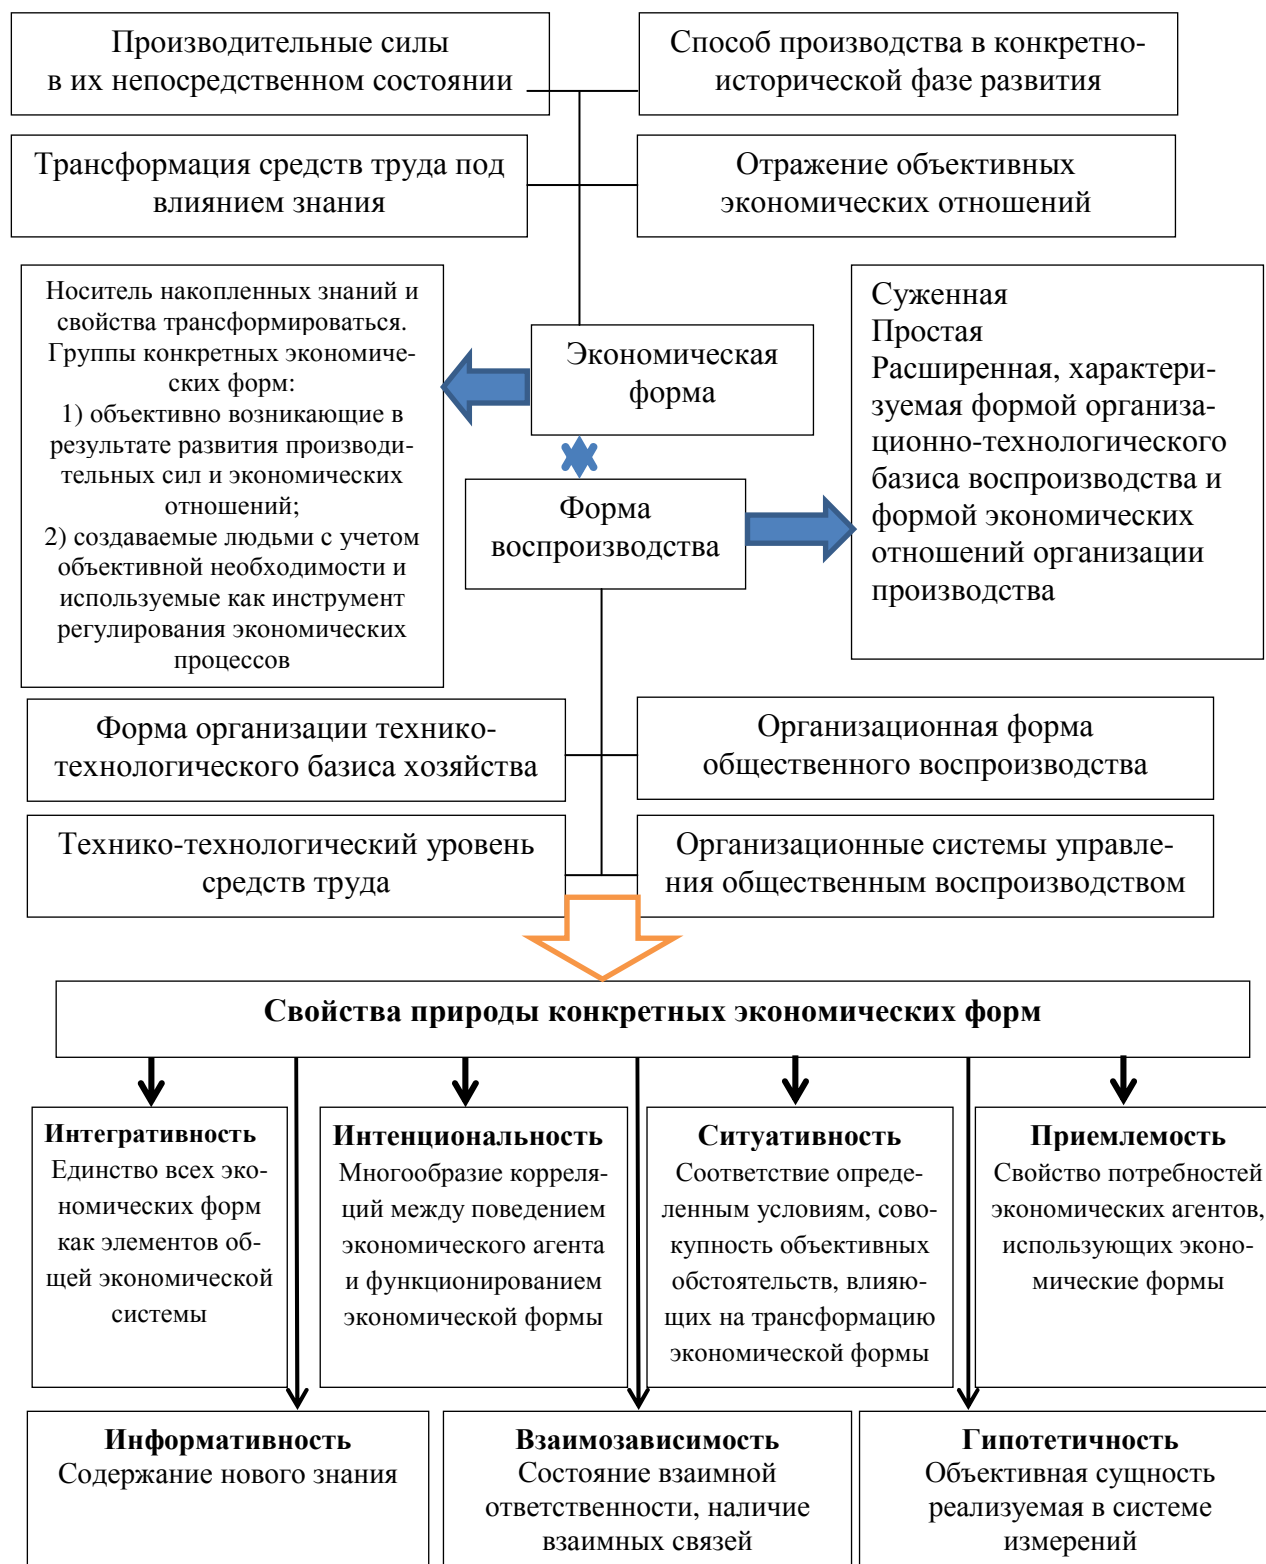 Производительные силы
в их непосредственном состоянии
Способ производства в конкретно-
исторической фазе развития
Трансформация средств труда под
влиянием знания
Отражение объективных
экономических отношений
Носитель накопленных знаний и
свойства трансформироваться.
Группы конкретных экономиче-
ских форм:
1) объективно возникающие в
результате развития производи-
тельных сил и экономических
отношений;
2) создаваемые людьми с учетом
объективной необходимости и
используемые как инструмент
регулирования экономических
процессов
Экономическая
форма
Суженная
Простая
Расширенная, характери-
зуемая формой организа-
ционно-технологического
базиса воспроизводства и
формой экономических
отношений организации
производства
Форма
воспроизводства
Форма организации технико-
технологического базиса хозяйства
Организационная форма
общественного воспроизводства
Технико-технологический уровень
средств труда
Организационные системы управле-
ния общественным воспроизводством
Свойства природы конкретных экономических форм
Интегративность
Единство всех эко-
номических форм
как элементов об-
щей экономической
системы
Интенциональность
Многообразие корреля-
ций между поведением
экономического агента
и функционированием
экономической формы
Ситуативность
Соответствие опреде-
ленным условиям, сово-
купность объективных
обстоятельств, влияю-
щих на трансформацию
экономической формы
Приемлемость
Свойство потребностей
экономических агентов,
использующих эконо-
мические формы
Информативность
Содержание нового знания
Взаимозависимость
Состояние взаимной
ответственности, наличие
взаимных связей
Гипотетичность
Объективная сущность
реализуемая в системе
измерений